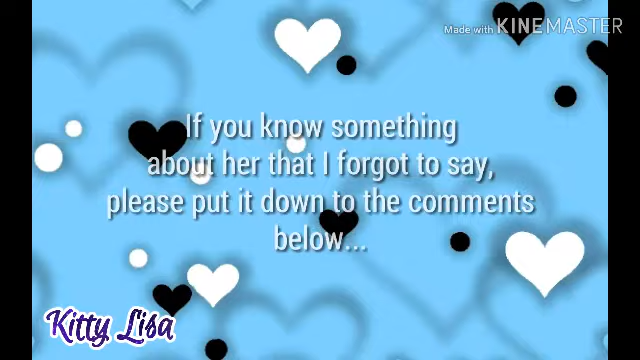 Made with KINEMASTER
If you know something
about her that I forgot to say,
please put it down to the comments
below...
Kitty Lisa